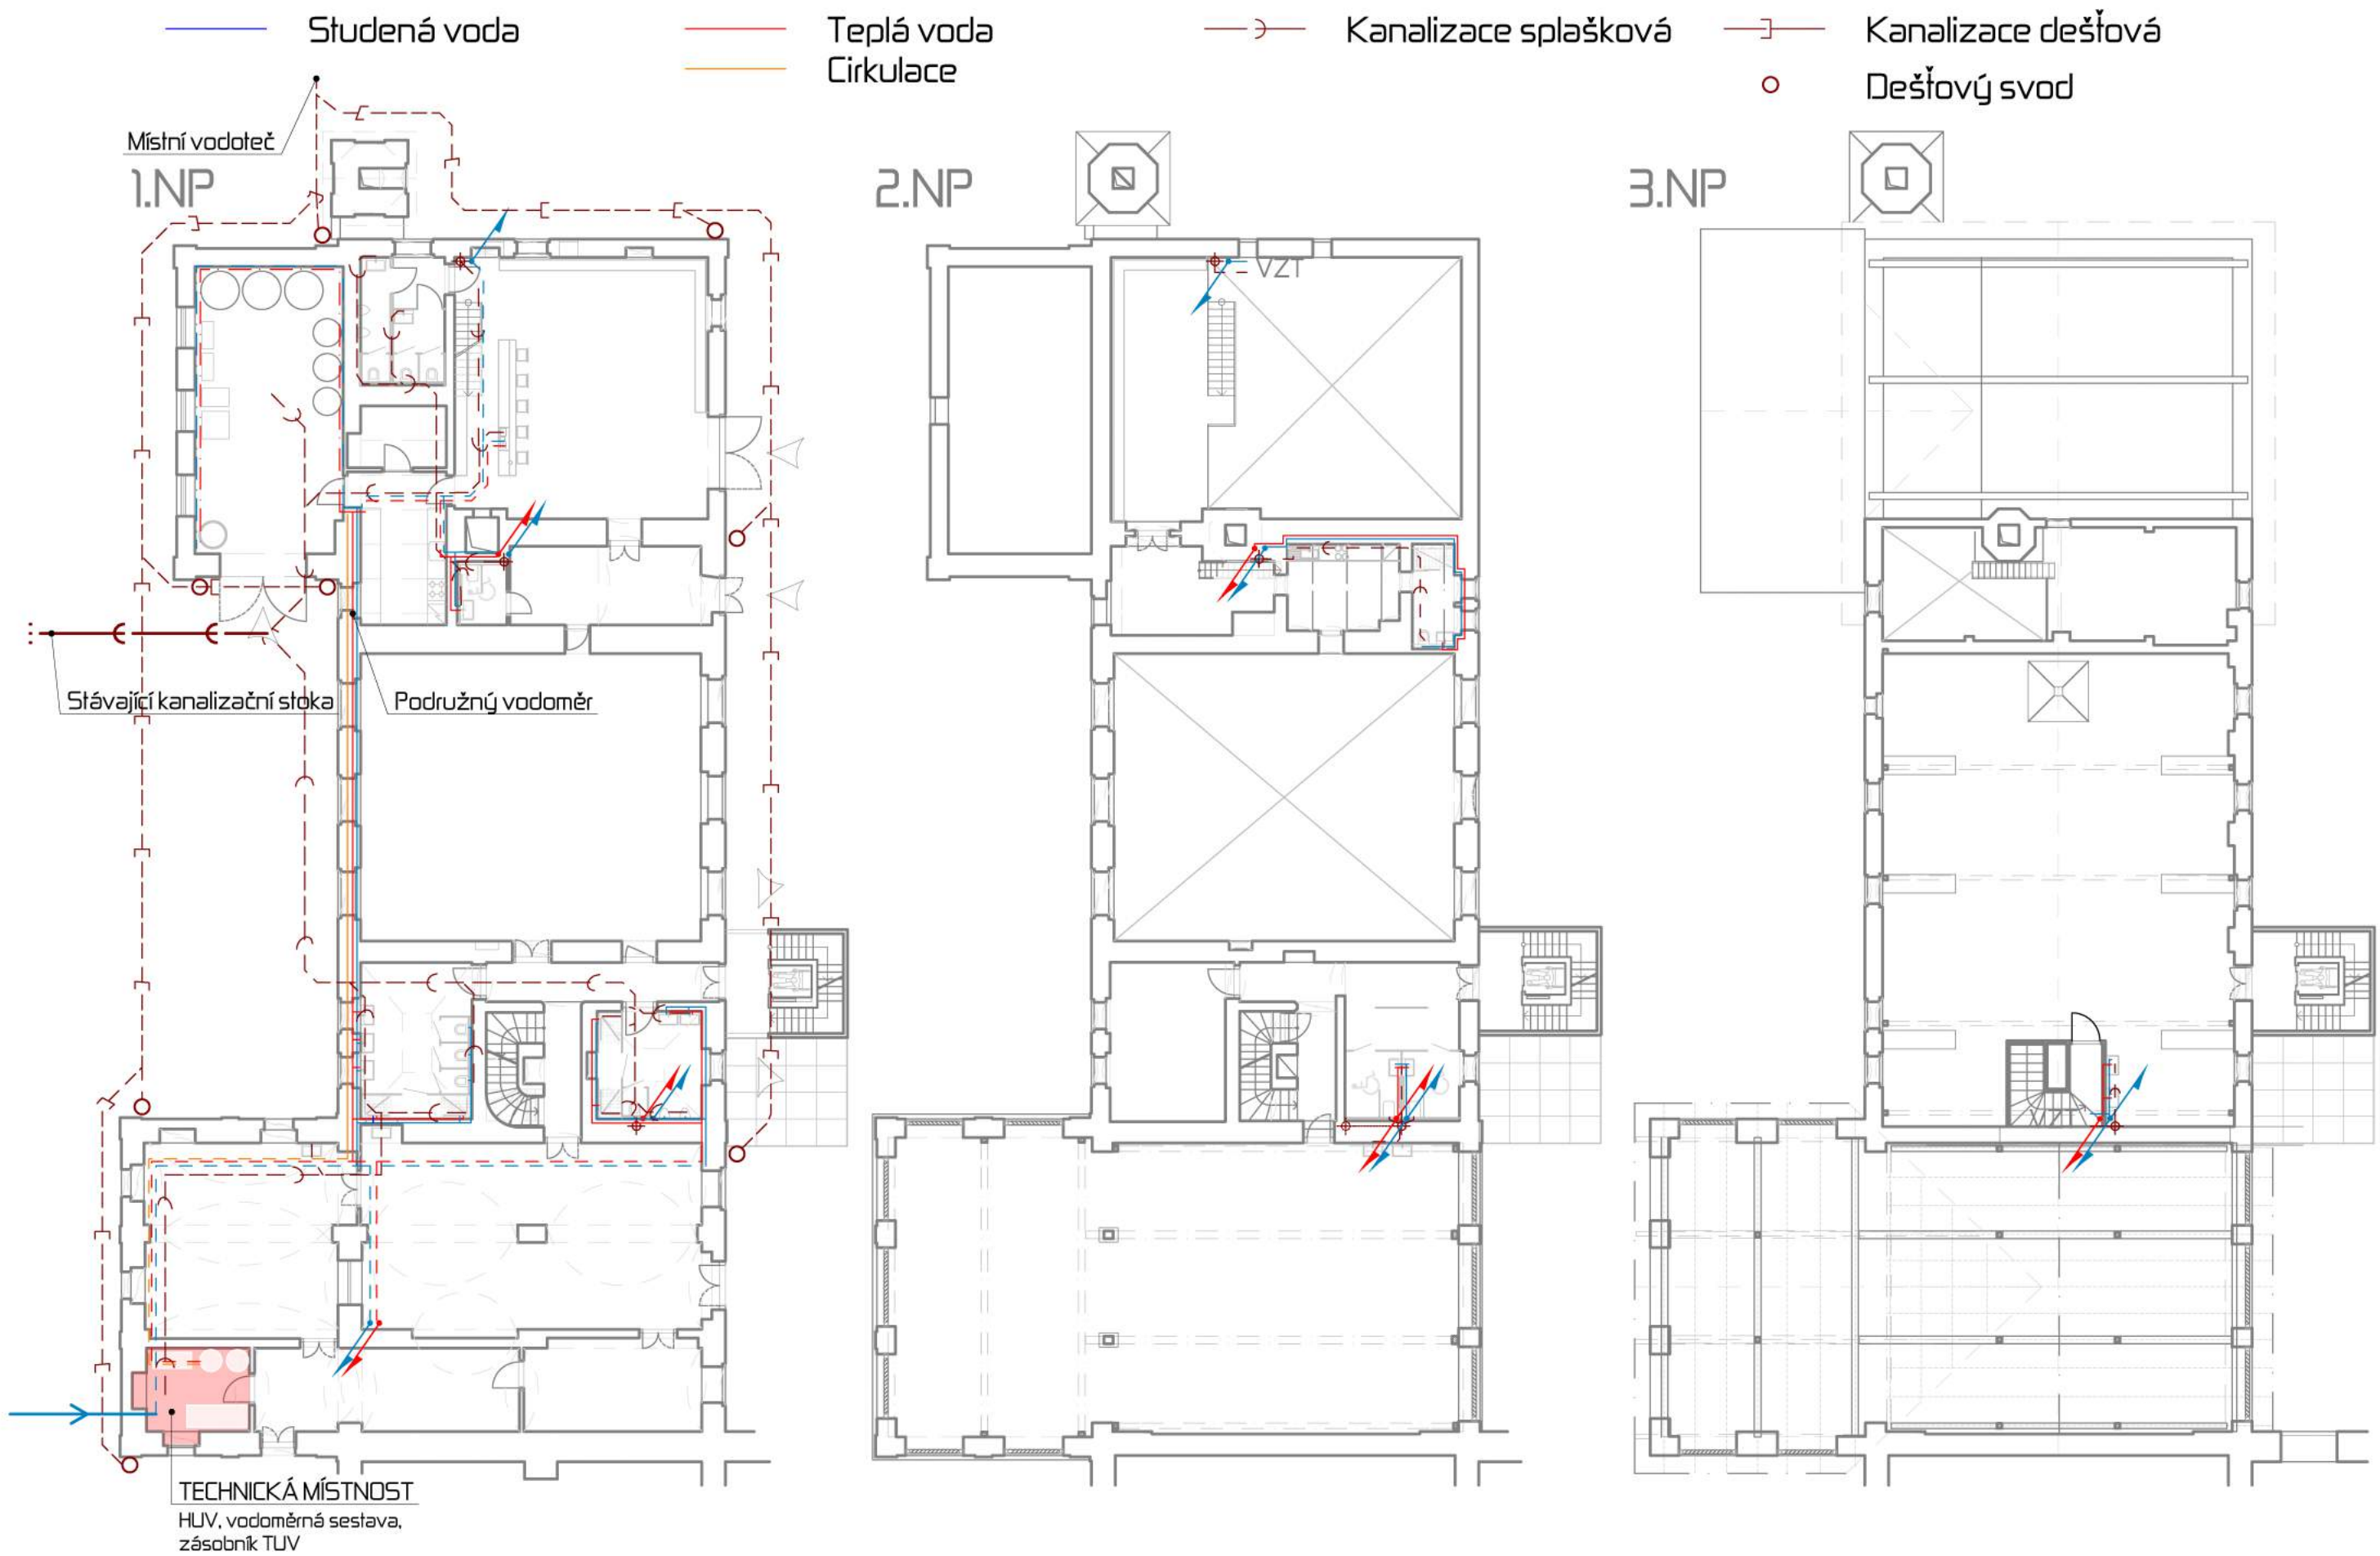 Studená voda
Teplá voda
Kanalizace splašková
Kanalizace dešťová
Cirkulace
Dešťový svod
Místní vodoteč
1.NP
2.NP
3.NP
VZT
Stávající kanalizační stoka
Podružný vodoměr
TECHNICKÁ MÍSTNOST
HUV, vodoměrná sestava,
zásobník TUV